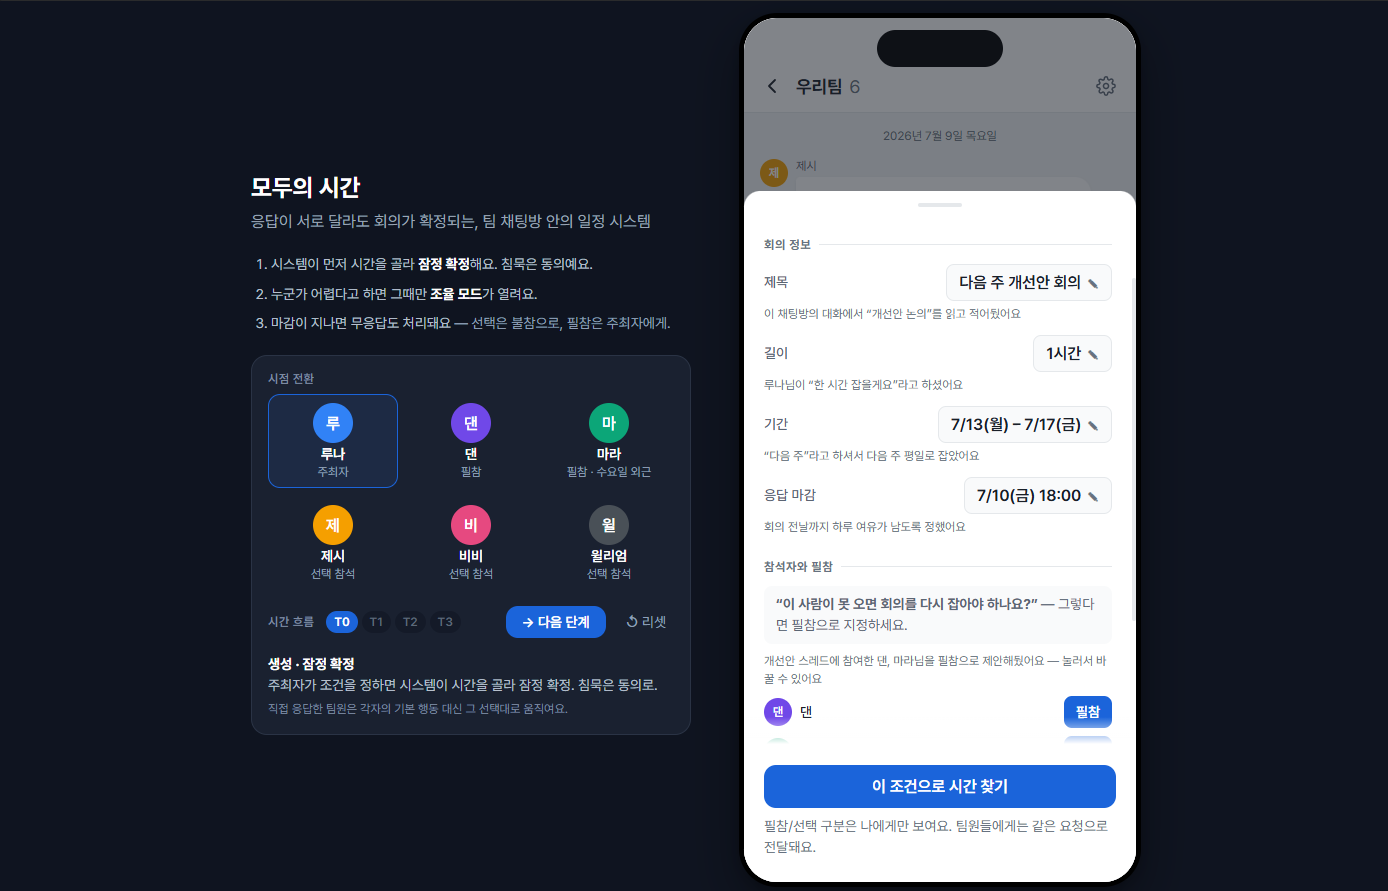 모두의 시간
응답이 서로 달라도 회의가 확정되는, 팀 채팅방 안의 일정 시스템
1. 시스템이 먼저 시간을 골라 잠정 확정해요. 침묵은 동의예요.
2. 누군가 어렵다고 하면 그때만 조율 모드가 열려요.
3. 마감이 지나면 무응답도 처리돼요 — 선택은 불참으로, 필참은 주최자에게.
시점 전환
루
루나
주최자
댄
댄
필참
마
마라
필참 · 수요일 외근
제
제시
선택 참석
비
비비
선택 참석
윌
윌리엄
선택 참석
시간 흐름 T0 T1 T2 T3 → 다음 단계 리셋
생성 · 잠정 확정
주최자가 조건을 정하면 시스템이 시간을 골라 잠정 확정. 침묵은 동의로.
직접 응답한 팀원은 각자의 기본 행동 대신 그 선택대로 움직여요.
우리팀 6
2026년 7월 9일 목요일
제 제시
회의 정보
제목 다음 주 개선안 회의
이 채팅방의 대화에서 “개선안 논의”를 읽고 적어뒀어요
길이 1시간
루나님이 “한 시간 잡을게요”라고 하셨어요
기간 7/13(월) – 7/17(금)
“다음 주”라고 하셔서 다음 주 평일로 잡았어요
응답 마감 7/10(금) 18:00
회의 전날까지 하루 여유가 남도록 정했어요
참석자와 필참
“이 사람이 못 오면 회의를 다시 잡아야 하나요?” — 그렇다
면 필참으로 지정하세요.
개선안 스레드에 참여한 댄, 마라님을 필참으로 제안해뒀어요 — 눌러서 바
꿀 수 있어요
댄 댄 필참
이 조건으로 시간 찾기
필참/선택 구분은 나에게만 보여요. 팀원들에게는 같은 요청으로
전달돼요.